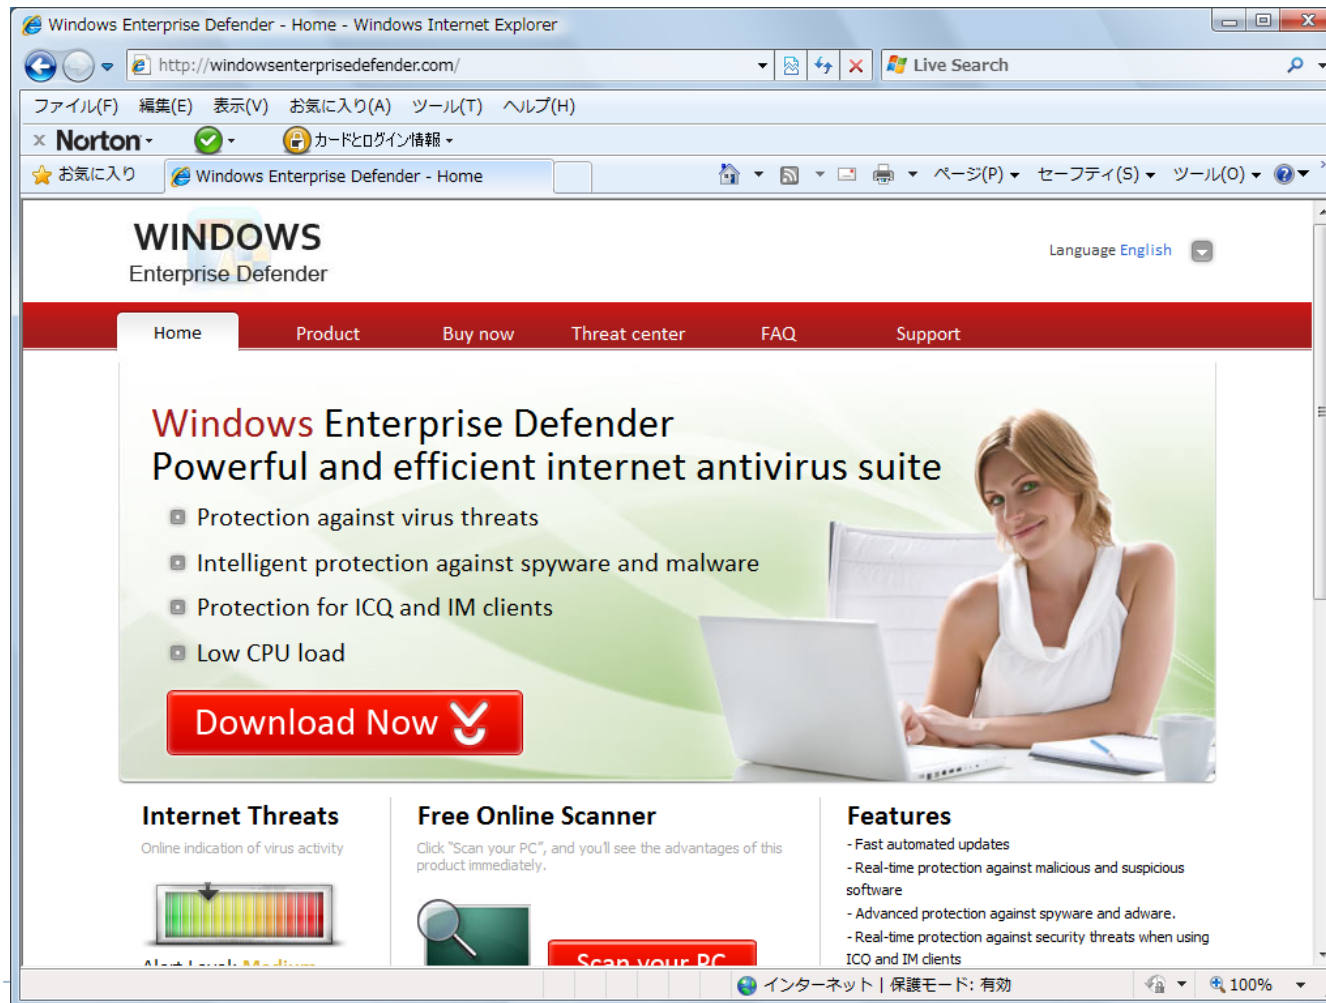 Windows Enterprise Defender - Home - Windows Internet Explorer
http://windowsenterprisedefender.com/
Live Search
ファイル(F) 編集(E) 表示(V) お気に入り(A) ツール(T) ヘルプ(H)
Norton
カードとログイン情報
お気に入り
Windows Enterprise Defender - Home
ページ(P) セーフティ(S) ツール(O)
WINDOWS
Enterprise Defender
Language English
Home Product Buy now Threat center FAQ Support
Windows Enterprise Defender
Powerful and efficient internet antivirus suite
Protection against virus threats
Intelligent protection against spyware and malware
Protection for ICQ and IM clients
Low CPU load
Download Now
Internet Threats
Online indication of virus activity
Alert Level: Medium
Free Online Scanner
Click "Scan your PC", and you'll see the advantages of this
product immediately.
Scan your PC
Features
- Fast automated updates
- Real-time protection against malicious and suspicious
software
- Advanced protection against spyware and adware.
- Real-time protection against security threats when using
ICQ and IM clients
インターネット | 保護モード: 有効
100%